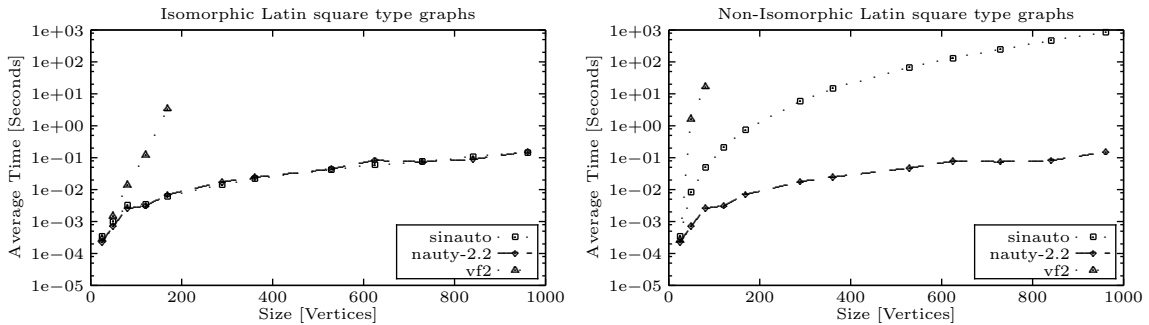 Isomorphic Latin square type graphs
1e+03
1e+02
1e+01
1e+00
1e−01
1e−02
1e−03
1e−04
1e−05
Average Time [Seconds]
sinauto
nauty-2.2
vf2
0 200 400 600 800 1000
Size [Vertices]
Non-Isomorphic Latin square type graphs
1e+03
1e+02
1e+01
1e+00
1e−01
1e−02
1e−03
1e−04
1e−05
Average Time [Seconds]
sinauto
nauty-2.2
vf2
0 200 400 600 800 1000
Size [Vertices]